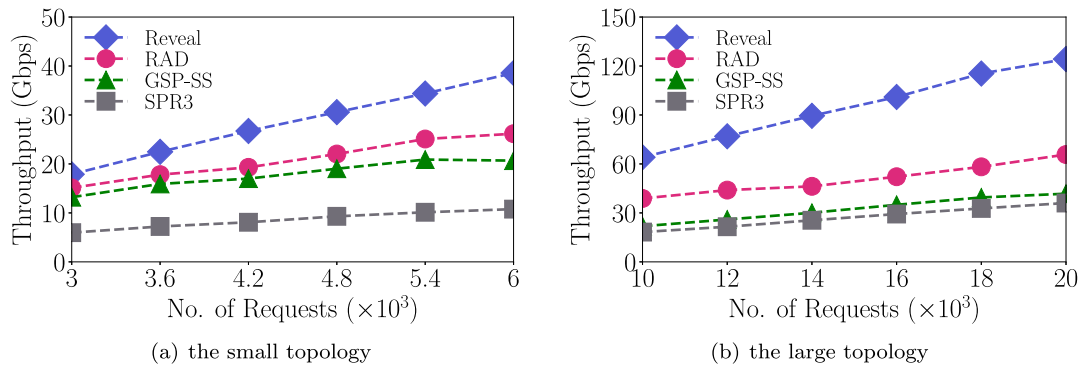 Throughput (Gbps)
50
40
30
20
10
0
Reveal
RAD
GSP-SS
SPR3
3 3.6 4.2 4.8 5.4 6
No. of Requests (×10³)
(a) the small topology
Throughput (Gbps)
150
120
90
60
30
0
Reveal
RAD
GSP-SS
SPR3
10 12 14 16 18 20
No. of Requests (×10³)
(b) the large topology